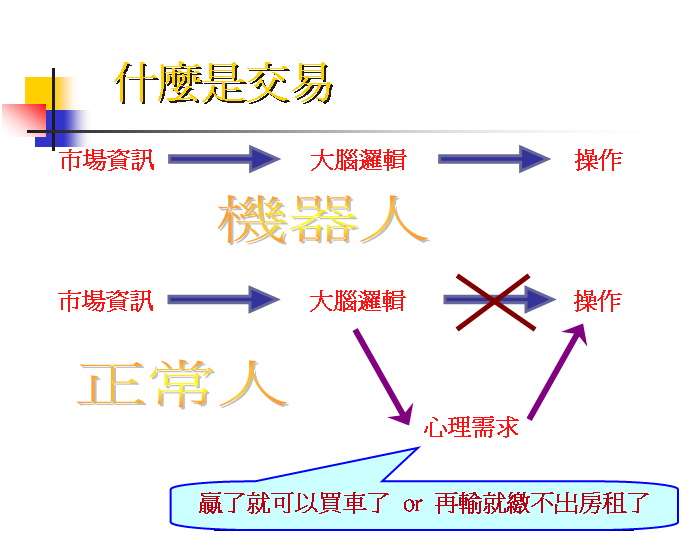 什麼是交易
市場資訊 大腦邏輯 操作
機器人
市場資訊 大腦邏輯 操作
正常人
心理需求
贏了就可以買車了 or 再輸就繳不出房租了